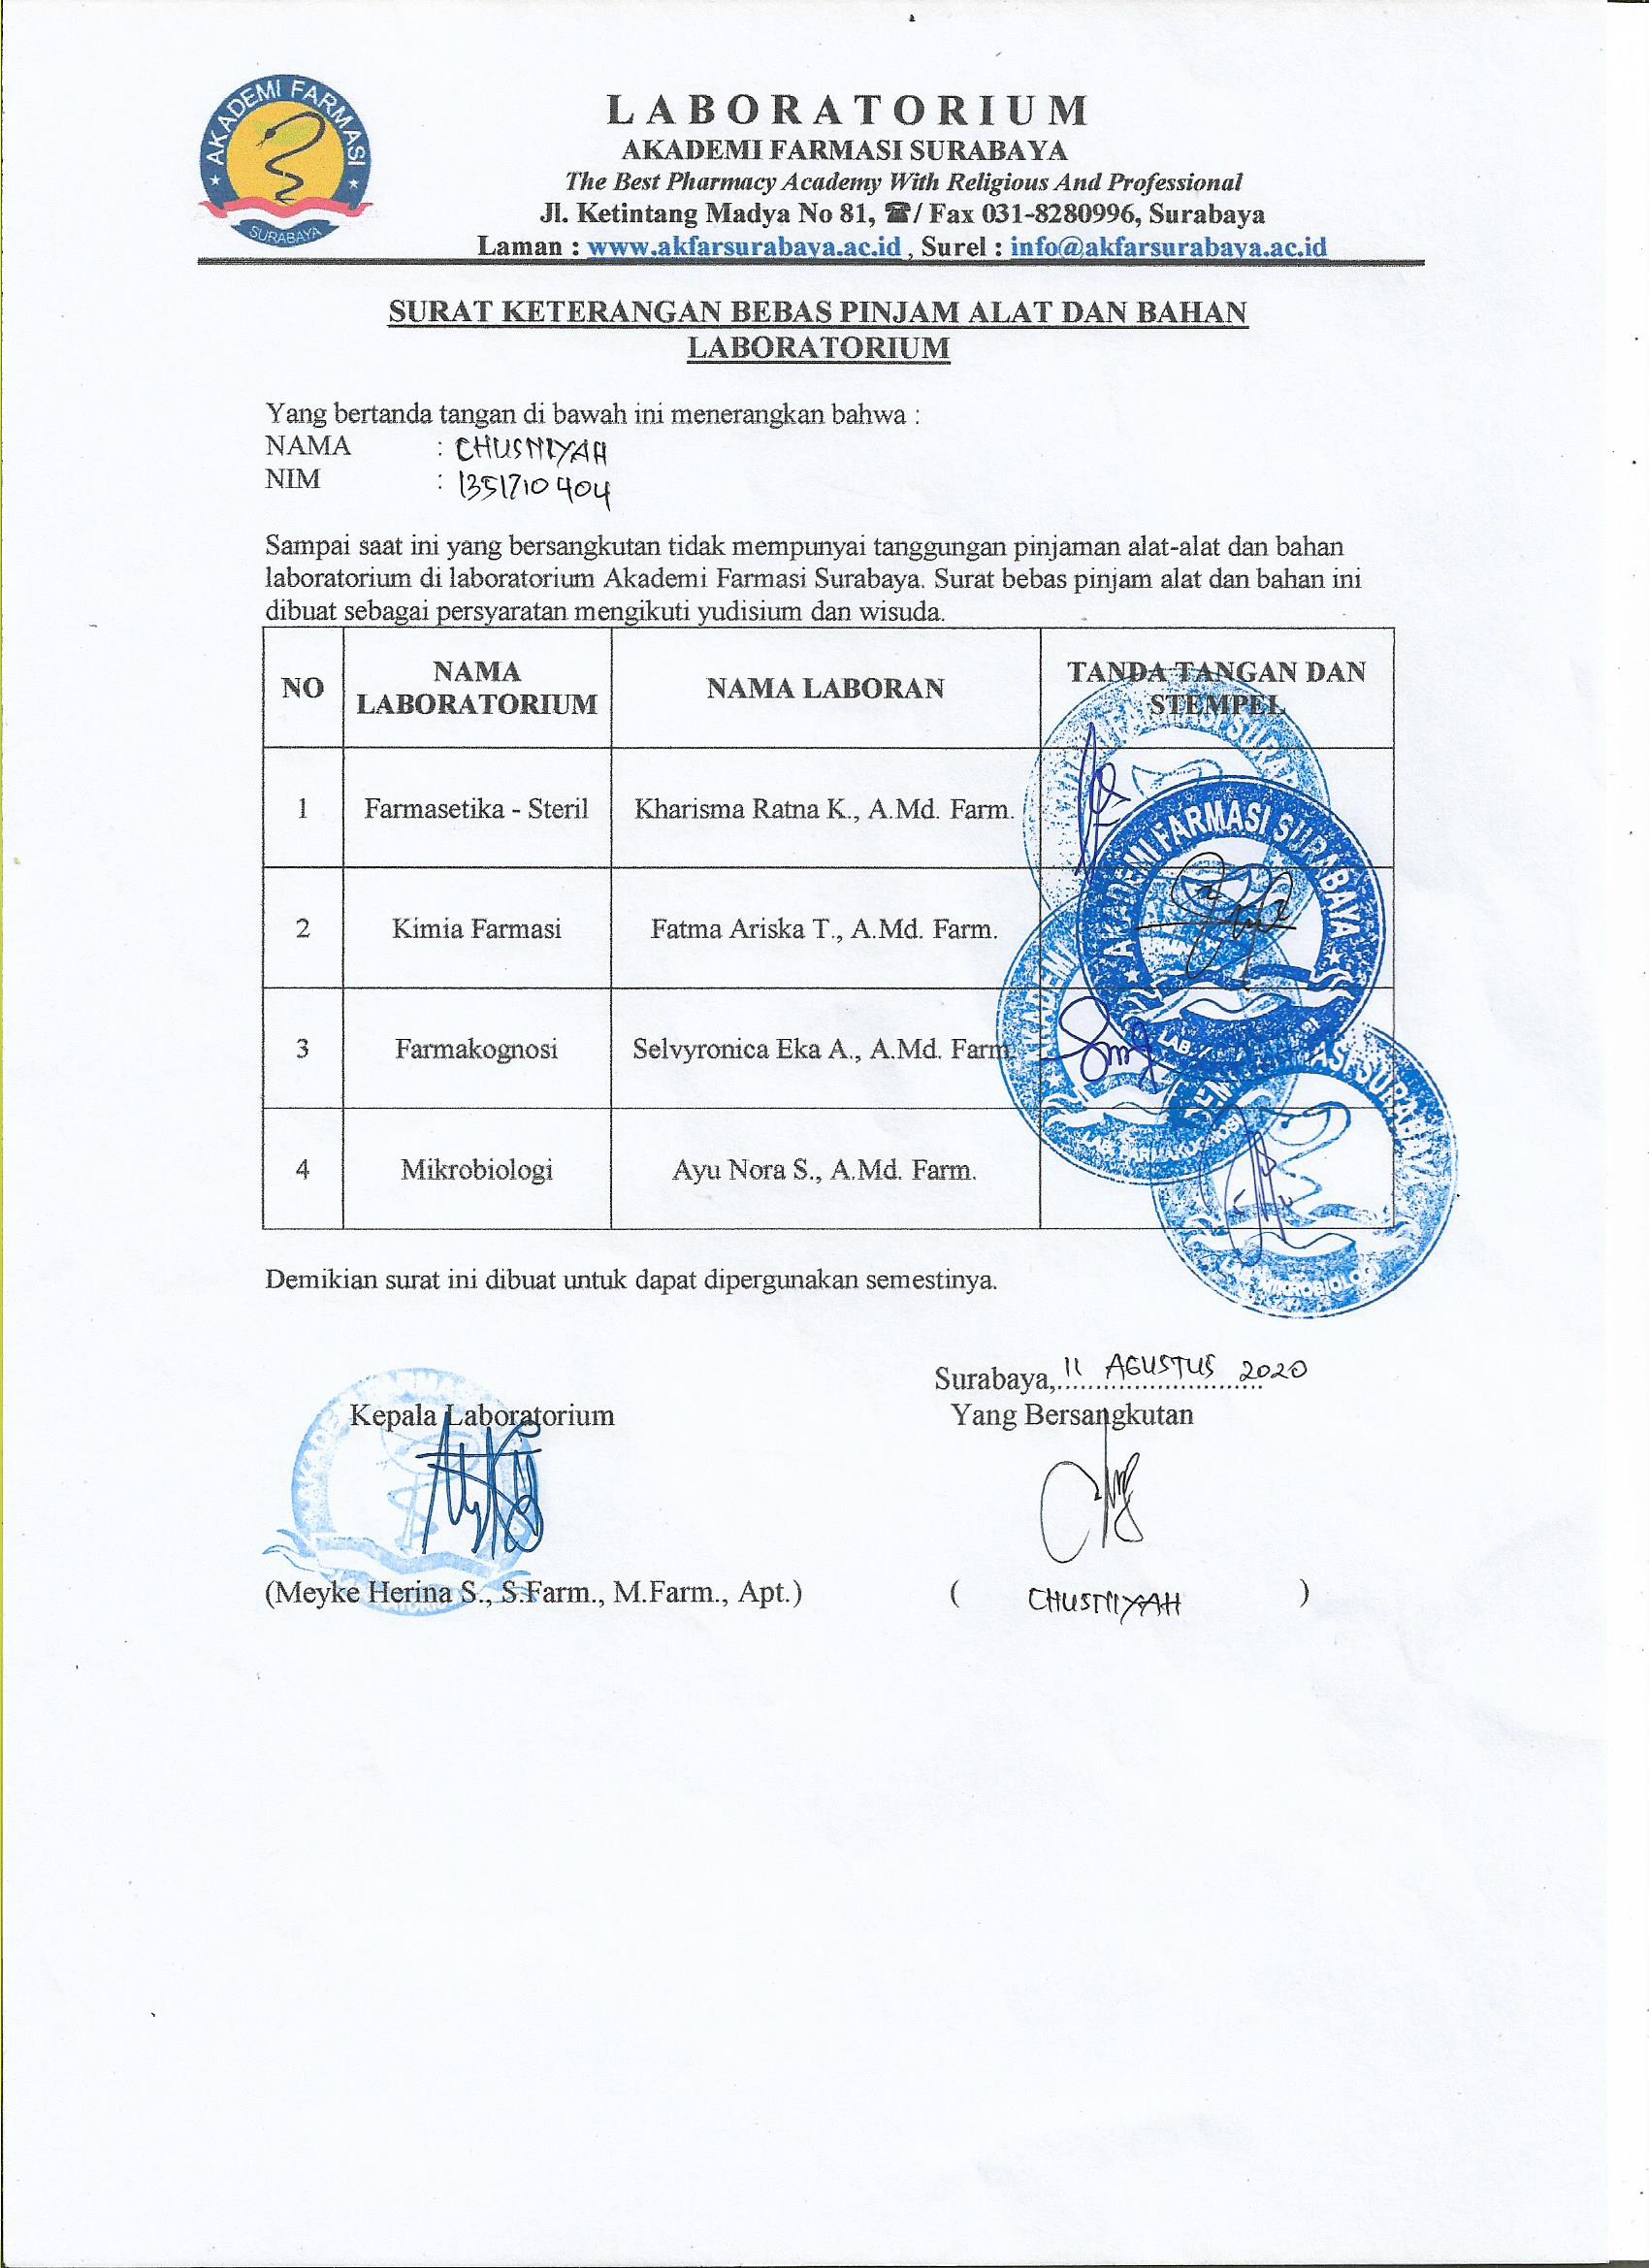 AKADEMI FARMASI
SURABAYA
LABORATORIUM
AKADEMI FARMASI SURABAYA
The Best Pharmacy Academy With Religious And Professional
Jl. Ketintang Madya No 81, ☎/ Fax 031-8280996, Surabaya
Laman : www.akfarsurabaya.ac.id , Surel : info@akfarsurabaya.ac.id
SURAT KETERANGAN BEBAS PINJAM ALAT DAN BAHAN
LABORATORIUM
Yang bertanda tangan di bawah ini menerangkan bahwa :
NAMA : CHUSNIYAH
NIM : 1351710404
Sampai saat ini yang bersangkutan tidak mempunyai tanggungan pinjaman alat-alat dan bahan
laboratorium di laboratorium Akademi Farmasi Surabaya. Surat bebas pinjam alat dan bahan ini
dibuat sebagai persyaratan mengikuti yudisium dan wisuda.
NO NAMA LABORATORIUM NAMA LABORAN TANDA TANGAN DAN STEMPEL
1 Farmasetika - Steril Kharisma Ratna K., A.Md. Farm.
2 Kimia Farmasi Fatma Ariska T., A.Md. Farm.
3 Farmakognosi Selvyronica Eka A., A.Md. Farm.
4 Mikrobiologi Ayu Nora S., A.Md. Farm.
AKADEMI FARMASI SURABAYA
LAB. FARMAKOGNOSI
LAB. MIKROBIOLOGI
Demikian surat ini dibuat untuk dapat dipergunakan semestinya.
Surabaya, 11 AGUSTUS 2020
Kepala Laboratorium Yang Bersangkutan
(Meyke Herina S., S.Farm., M.Farm., Apt.) ( CHUSNIYAH )